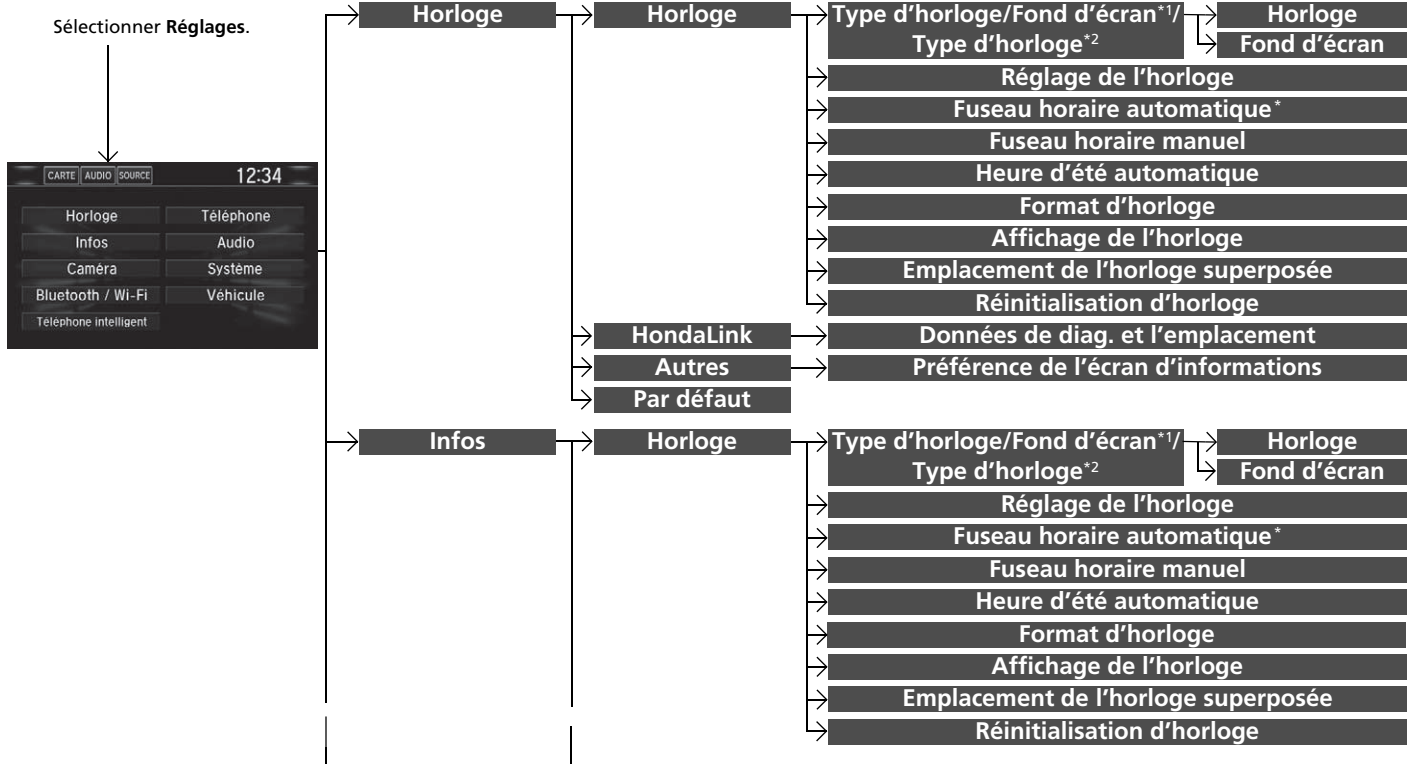 Sélectionner Réglages.
CARTE AUDIO SOURCE 12:34
Horloge Téléphone
Infos Audio
Caméra Système
Bluetooth / Wi-Fi Véhicule
Téléphone intelligent
Horloge
Horloge
Type d'horloge/Fond d'écran*1/
Type d'horloge*2
Horloge
Fond d'écran
Réglage de l'horloge
Fuseau horaire automatique*
Fuseau horaire manuel
Heure d'été automatique
Format d'horloge
Affichage de l'horloge
Emplacement de l'horloge superposée
Réinitialisation d'horloge
HondaLink
Données de diag. et l'emplacement
Autres
Préférence de l'écran d'informations
Par défaut
Infos
Horloge
Type d'horloge/Fond d'écran*1/
Type d'horloge*2
Horloge
Fond d'écran
Réglage de l'horloge
Fuseau horaire automatique*
Fuseau horaire manuel
Heure d'été automatique
Format d'horloge
Affichage de l'horloge
Emplacement de l'horloge superposée
Réinitialisation d'horloge